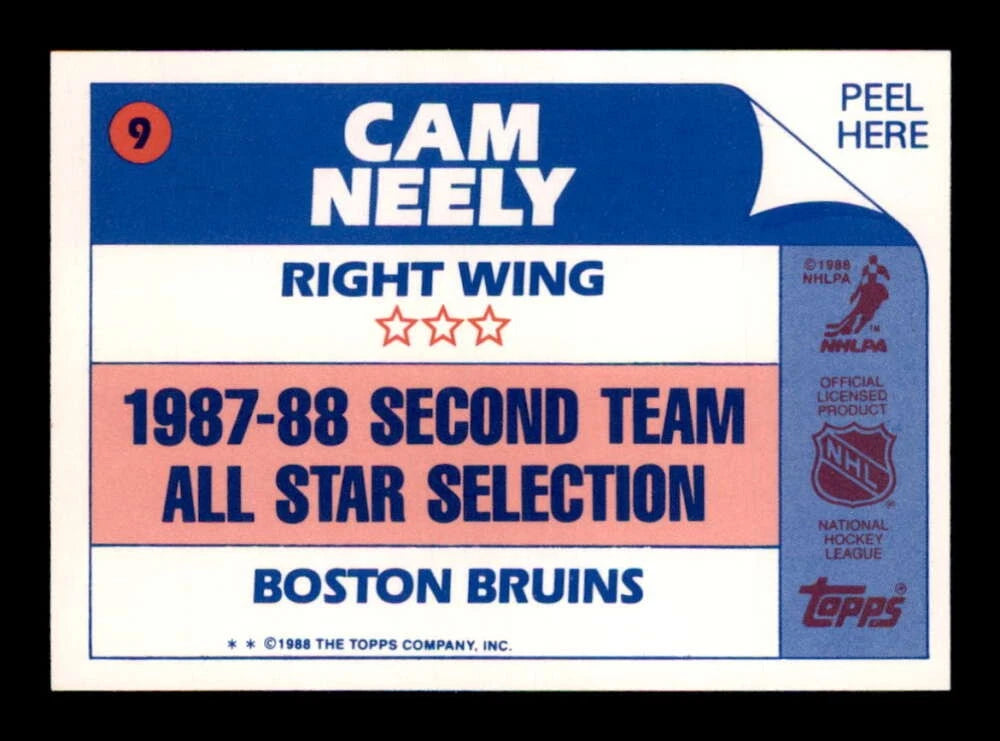 9
CAM
NEELY
PEEL
HERE
RIGHT WING
☆☆☆
1987-88 SECOND TEAM
ALL STAR SELECTION
BOSTON BRUINS
* * ©1988 THE TOPPS COMPANY, INC.
©1988
NHLPA
TM
NHLPA
OFFICIAL
LICENSED
PRODUCT
NHL
®
NATIONAL
HOCKEY
LEAGUE
topps®